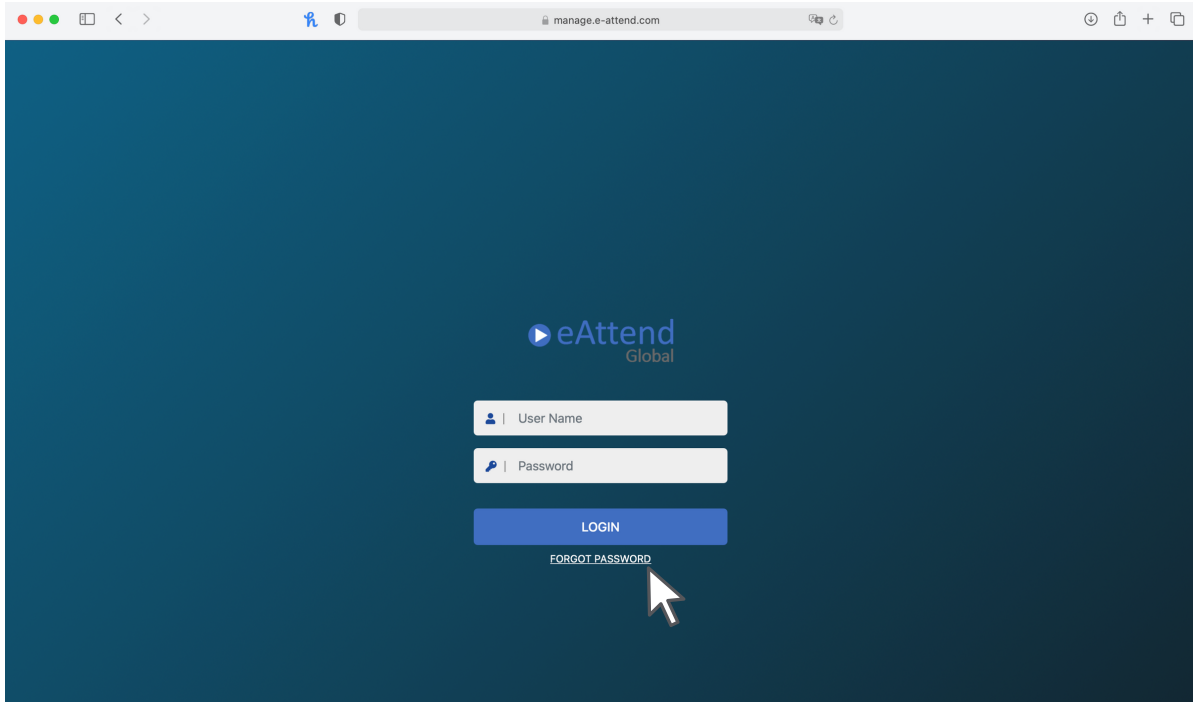 manage.e-attend.com
eAttend
Global
User Name
Password
LOGIN
FORGOT PASSWORD